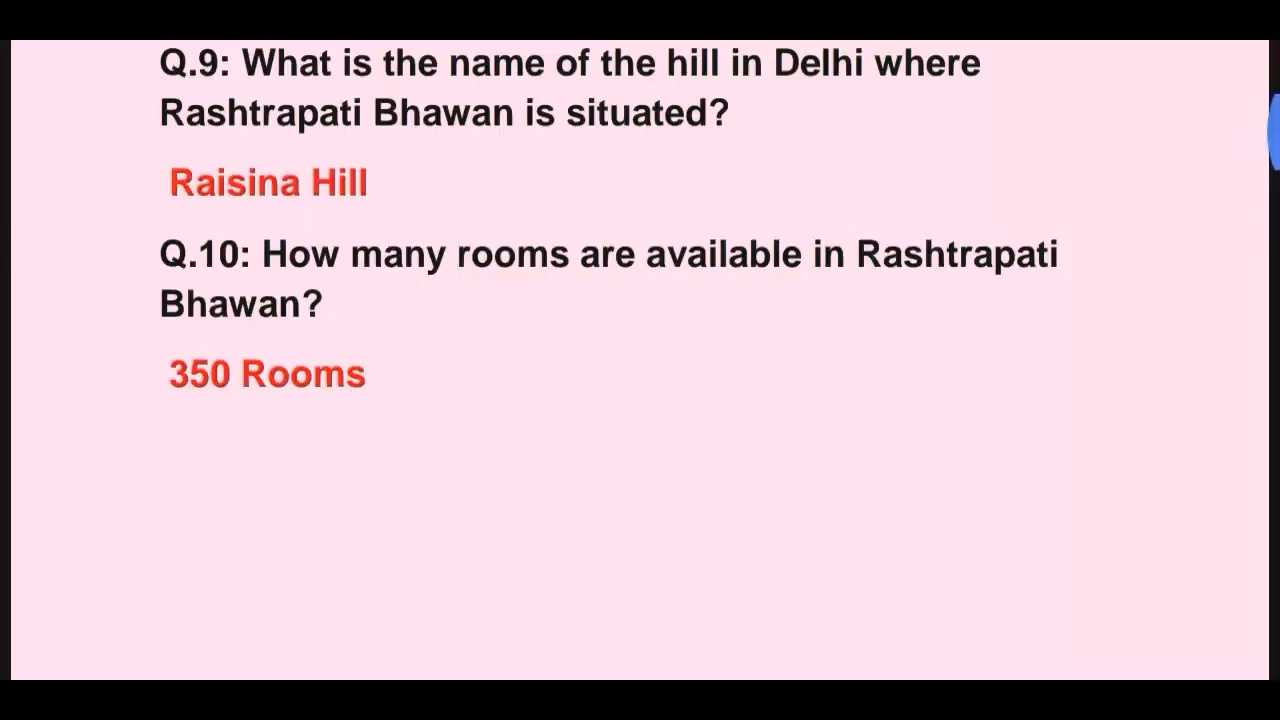 Q.9: What is the name of the hill in Delhi where
Rashtrapati Bhawan is situated?
Raisina Hill
Q.10: How many rooms are available in Rashtrapati
Bhawan?
350 Rooms